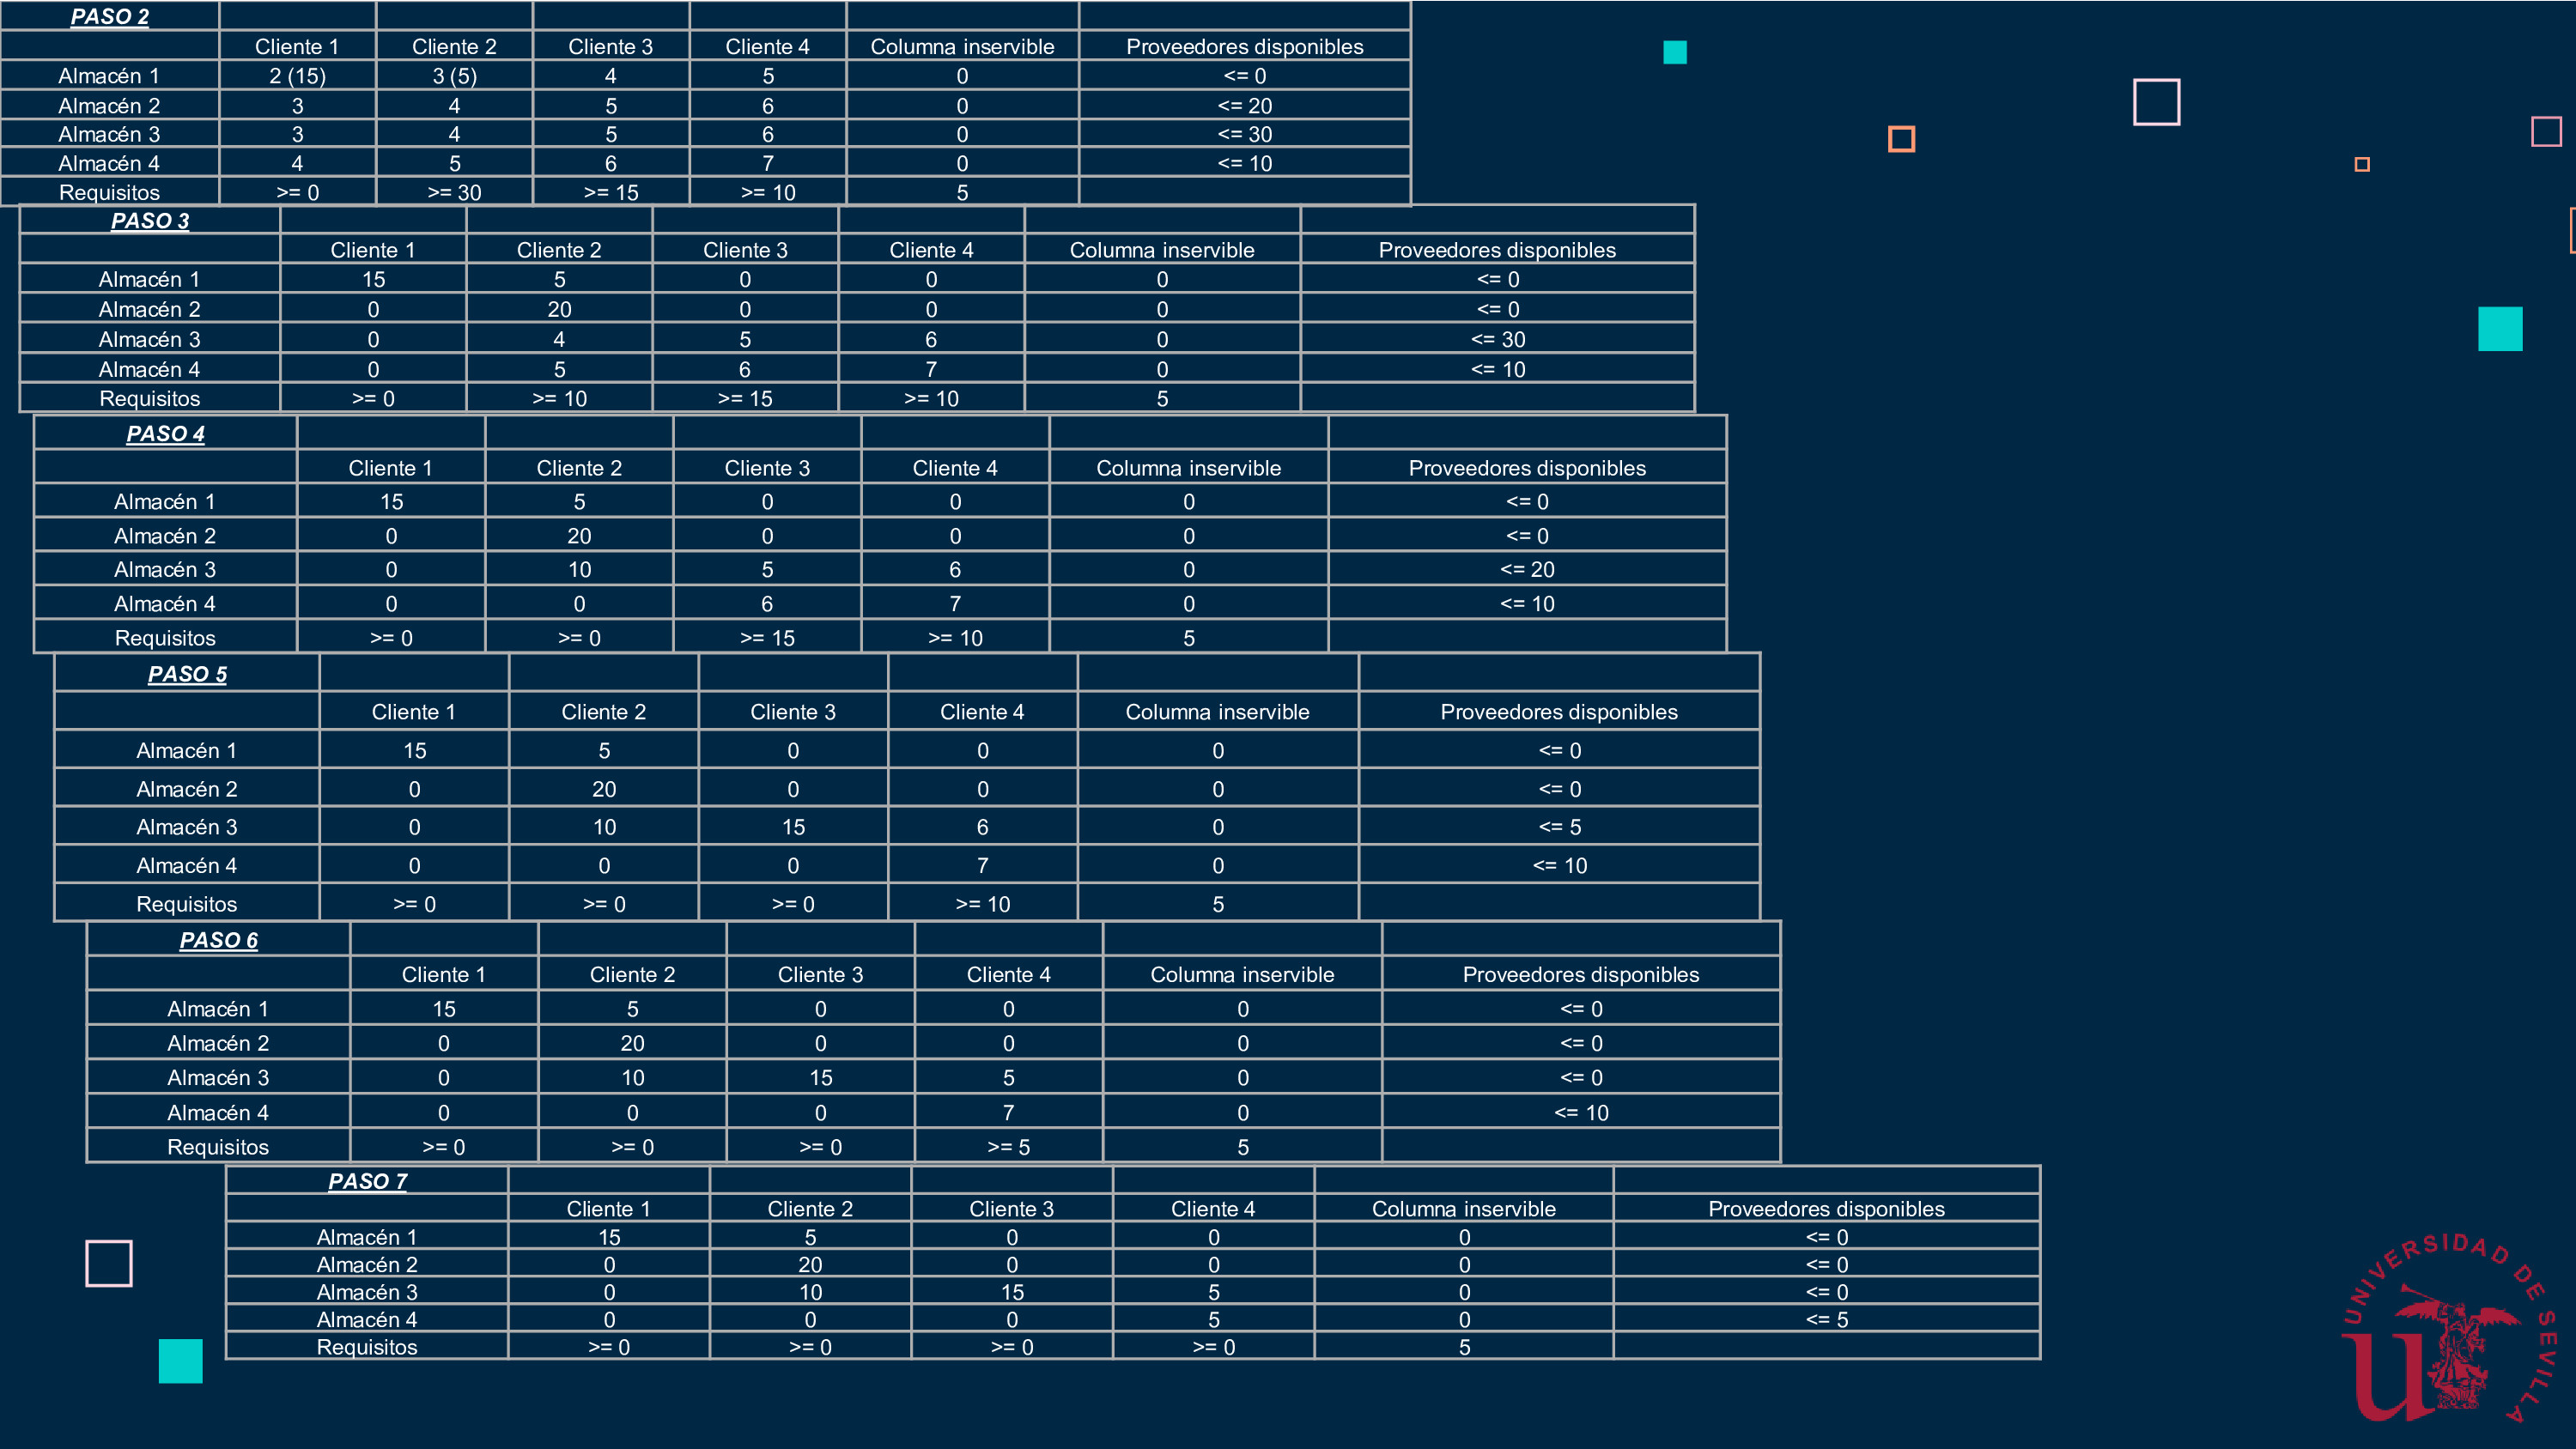 PASO 2
Cliente 1 Cliente 2 Cliente 3 Cliente 4 Columna inservible Proveedores disponibles
Almacén 1 2 (15) 3 (5) 4 5 0 <= 0
Almacén 2 3 4 5 6 0 <= 20
Almacén 3 3 4 5 6 0 <= 30
Almacén 4 4 5 6 7 0 <= 10
Requisitos >= 0 >= 30 >= 15 >= 10 5
PASO 3
Cliente 1 Cliente 2 Cliente 3 Cliente 4 Columna inservible Proveedores disponibles
Almacén 1 15 5 0 0 0 <= 0
Almacén 2 0 20 0 0 0 <= 0
Almacén 3 0 4 5 6 0 <= 30
Almacén 4 0 5 6 7 0 <= 10
Requisitos >= 0 >= 10 >= 15 >= 10 5
PASO 4
Cliente 1 Cliente 2 Cliente 3 Cliente 4 Columna inservible Proveedores disponibles
Almacén 1 15 5 0 0 0 <= 0
Almacén 2 0 20 0 0 0 <= 0
Almacén 3 0 10 5 6 0 <= 20
Almacén 4 0 0 6 7 0 <= 10
Requisitos >= 0 >= 0 >= 15 >= 10 5
PASO 5
Cliente 1 Cliente 2 Cliente 3 Cliente 4 Columna inservible Proveedores disponibles
Almacén 1 15 5 0 0 0 <= 0
Almacén 2 0 20 0 0 0 <= 0
Almacén 3 0 10 15 6 0 <= 5
Almacén 4 0 0 0 7 0 <= 10
Requisitos >= 0 >= 0 >= 0 >= 10 5
PASO 6
Cliente 1 Cliente 2 Cliente 3 Cliente 4 Columna inservible Proveedores disponibles
Almacén 1 15 5 0 0 0 <= 0
Almacén 2 0 20 0 0 0 <= 0
Almacén 3 0 10 15 5 0 <= 0
Almacén 4 0 0 0 7 0 <= 10
Requisitos >= 0 >= 0 >= 0 >= 5 5
PASO 7
Cliente 1 Cliente 2 Cliente 3 Cliente 4 Columna inservible Proveedores disponibles
Almacén 1 15 5 0 0 0 <= 0
Almacén 2 0 20 0 0 0 <= 0
Almacén 3 0 10 15 5 0 <= 0
Almacén 4 0 0 0 5 0 <= 5
Requisitos >= 0 >= 0 >= 0 >= 0 5
UNIVERSIDAD DE SEVILLA
u